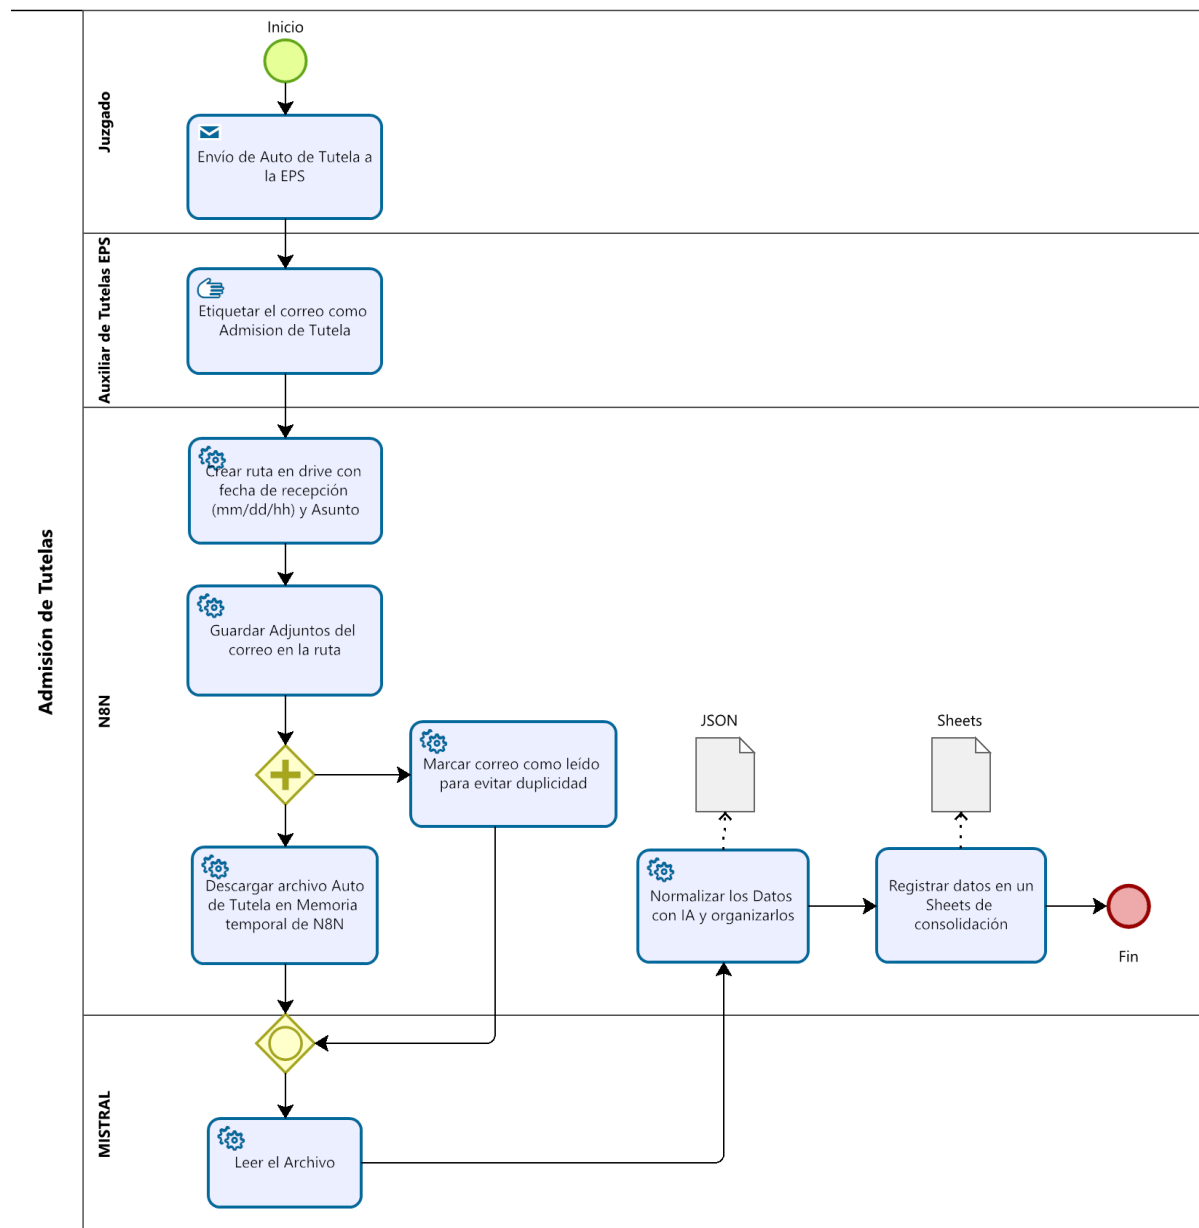 Admisión de Tutelas
Juzgado
Inicio
Envío de Auto de Tutela a
la EPS
Auxiliar de Tutelas EPS
Etiquetar el correo como
Admision de Tutela
N8N
Crear ruta en drive con
fecha de recepción
(mm/dd/hh) y Asunto
Guardar Adjuntos del
correo en la ruta
Marcar correo como leído
para evitar duplicidad
Descargar archivo Auto
de Tutela en Memoria
temporal de N8N
JSON
Normalizar los Datos
con IA y organizarlos
Sheets
Registrar datos en un
Sheets de
consolidación
Fin
MISTRAL
Leer el Archivo